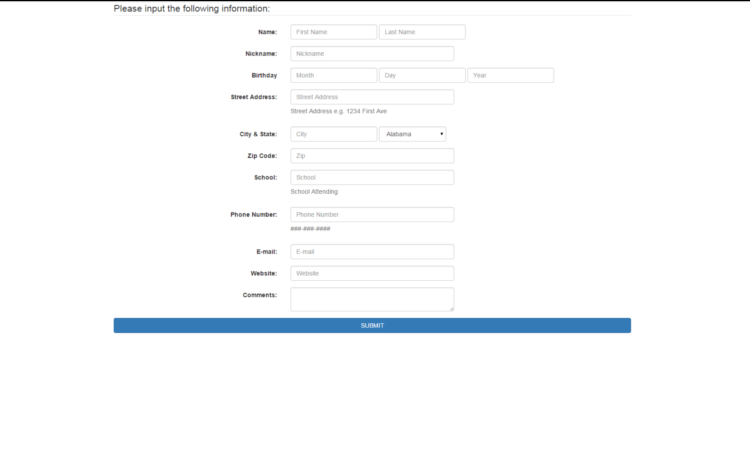 Please input the following information:
Name: First Name Last Name
Nickname: Nickname
Birthday Month Day Year
Street Address: Street Address
Street Address e.g. 1234 First Ave
City & State: City Alabama
Zip Code: Zip
School: School
School Attending
Phone Number: Phone Number
###-###-####
E-mail: E-mail
Website: Website
Comments:
SUBMIT